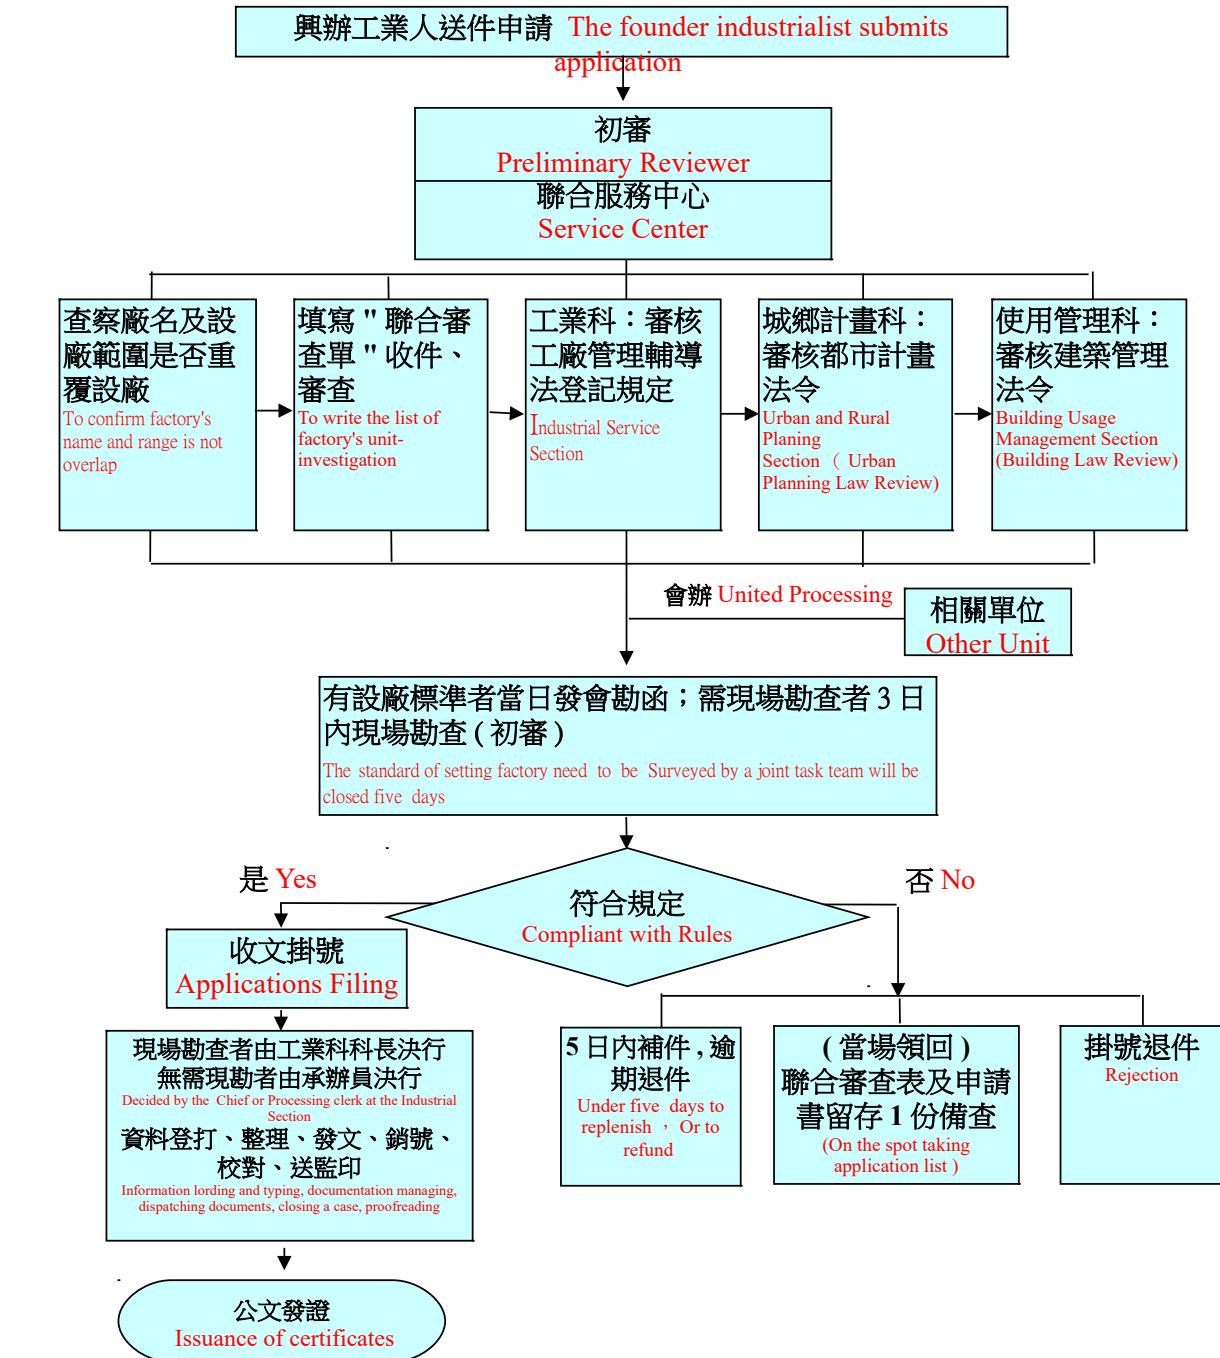 興辦工業人送件申請 The founder industrialist submits
application
初審
Preliminary Reviewer
聯合服務中心
Service Center
查察廠名及設
廠範圍是否重
覆設廠
To confirm factory's
name and range is not
overlap
填寫"聯合審
查單"收件、
審查
To write the list of
factory's unit-
investigation
工業科：審核
工廠管理輔導
法登記規定
Industrial Service
Section
城鄉計畫科：
審核都市計畫
法令
Urban and Rural
Planing
Section（ Urban
Planning Law Review)
使用管理科：
審核建築管理
法令
Building Usage
Management Section
(Building Law Review)
會辦 United Processing
相關單位
Other Unit
有設廠標準者當日發會勘函；需現場勘查者 3 日
內現場勘查 ( 初審 )
The standard of setting factory need to be Surveyed by a joint task team will be
closed five days
是 Yes
符合規定
Compliant with Rules
否 No
收文掛號
Applications Filing
現場勘查者由工業科科長決行
無需現勘者由承辦員決行
Decided by the Chief or Processing clerk at the Industrial
Section
資料登打、整理、發文、銷號、
校對、送監印
Information lording and typing, documentation managing,
dispatching documents, closing a case, proofreading
公文發證
Issuance of certificates
5 日內補件 , 逾
期退件
Under five days to
replenish ，Or to
refund
( 當場領回 )
聯合審查表及申請
書留存 1 份備查
(On the spot taking
application list )
掛號退件
Rejection